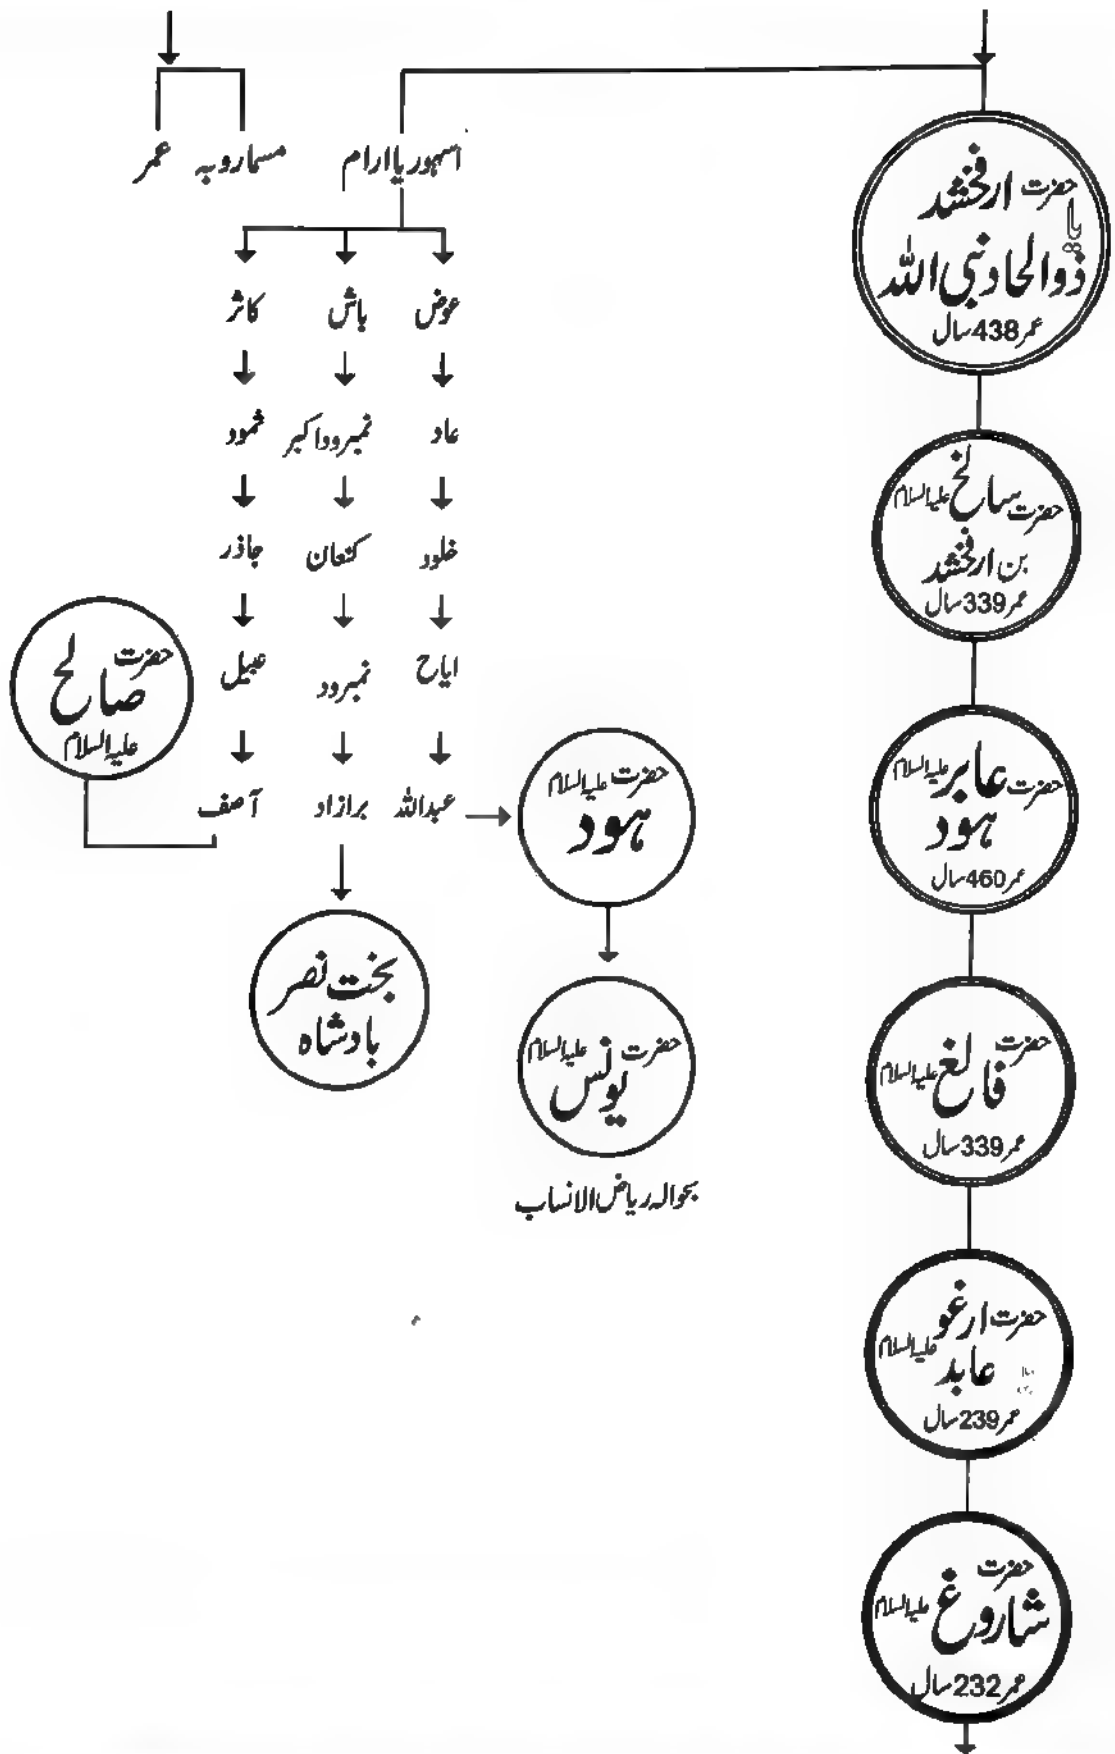 حضرت ارفخشد
یا
ذوالحاد نبی اللہ
عمر 438 سال
حضرت سالخ علیہ السلام
بن ارفخشد
عمر 339 سال
حضرت عابر علیہ السلام
ہود
عمر 460 سال
حضرت فالغ علیہ السلام
عمر 339 سال
حضرت ارغو علیہ السلام
عابد
عمر 239 سال
حضرت
شاروغ علیہ السلام
عمر 232 سال
اسہور یا ارام
مسماروبہ
عمر
عوض
باش
کاثر
عاد
نمبرود اکبر
ثمود
خلود
کنعان
جاذر
ایاح
نمبرود
عبیل
عبداللہ
برازاد
آصف
حضرت
صالح
علیہ السلام
حضرت علیہ السلام
ہود
حضرت علیہ السلام
یونس
بحوالہ ریاض الانساب
بخت نصر
بادشاہ